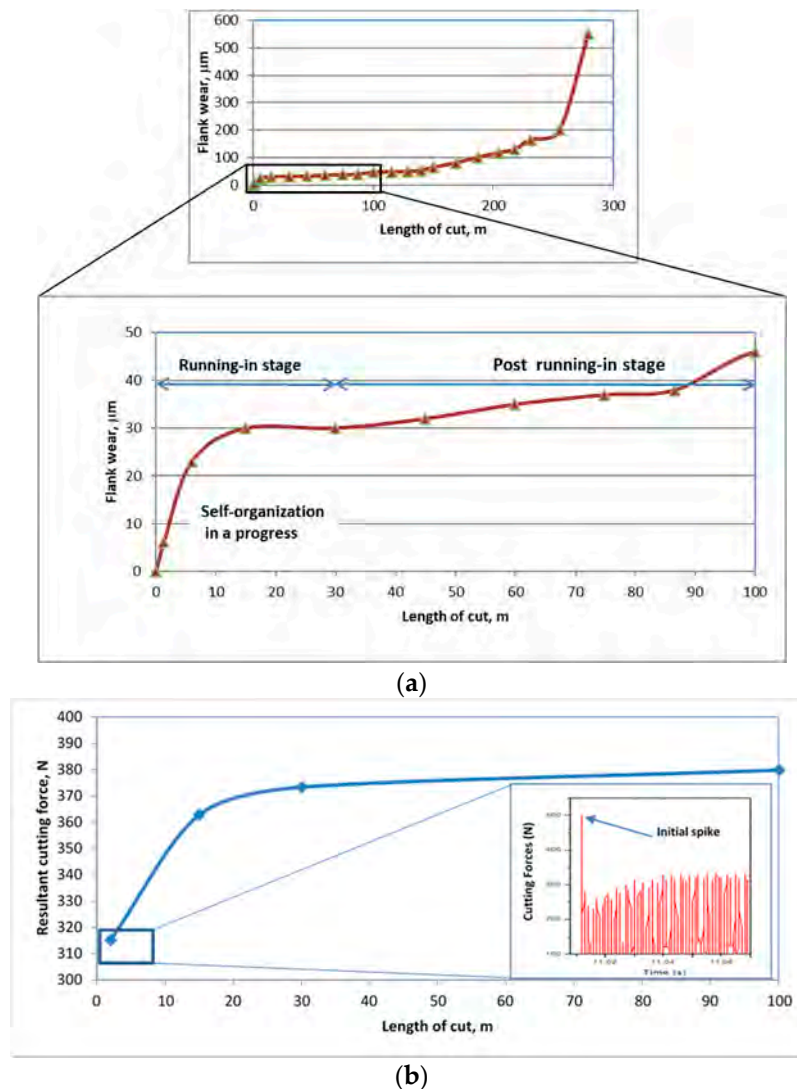 600
500
400
300
200
100
0
Flank wear, µm
0 100 200 300
Length of cut, m
50
40
30
20
10
0
Flank wear, µm
Running-in stage
Post running-in stage
Self-organization
in a progress
0 10 20 30 40 50 60 70 80 90 100
Length of cut, m
(a)
400
390
380
370
360
350
340
330
320
310
300
Resultant cutting force, N
Cutting Forces (N)
Initial spike
Time (s)
0 10 20 30 40 50 60 70 80 90 100
Length of cut, m
(b)